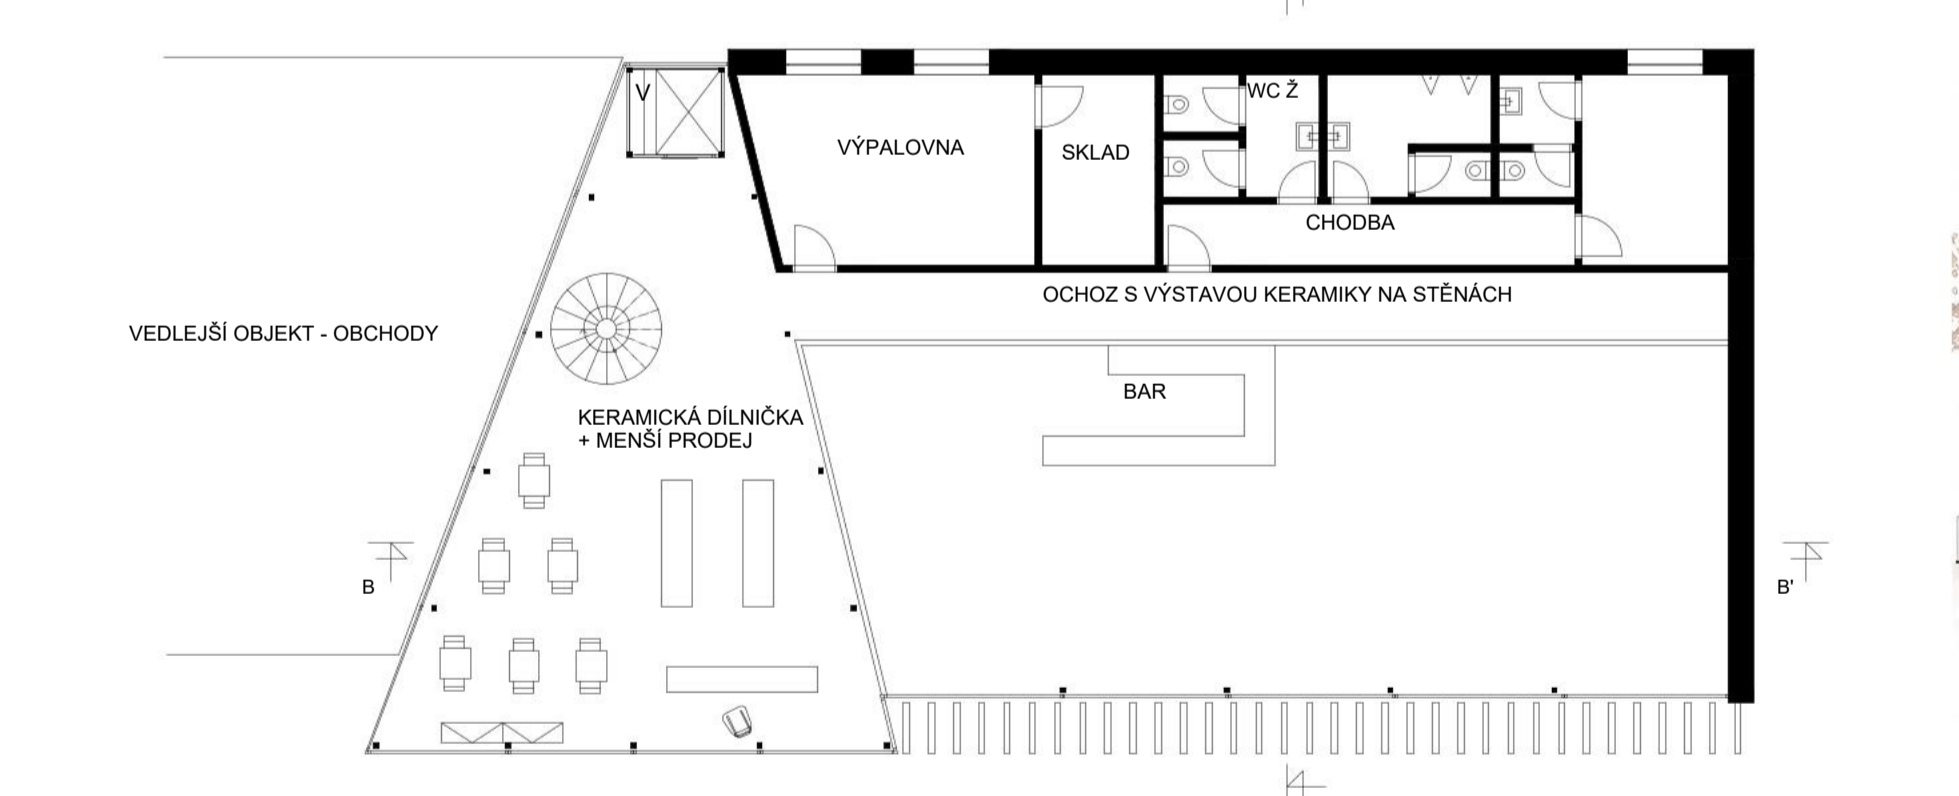 V
WC Ž
VÝPALOVNA
SKLAD
CHODBA
OCHOZ S VÝSTAVOU KERAMIKY NA STĚNÁCH
VEDLEJŠÍ OBJEKT - OBCHODY
BAR
KERAMICKÁ DÍLNIČKA
+ MENŠÍ PRODEJ
B
B'